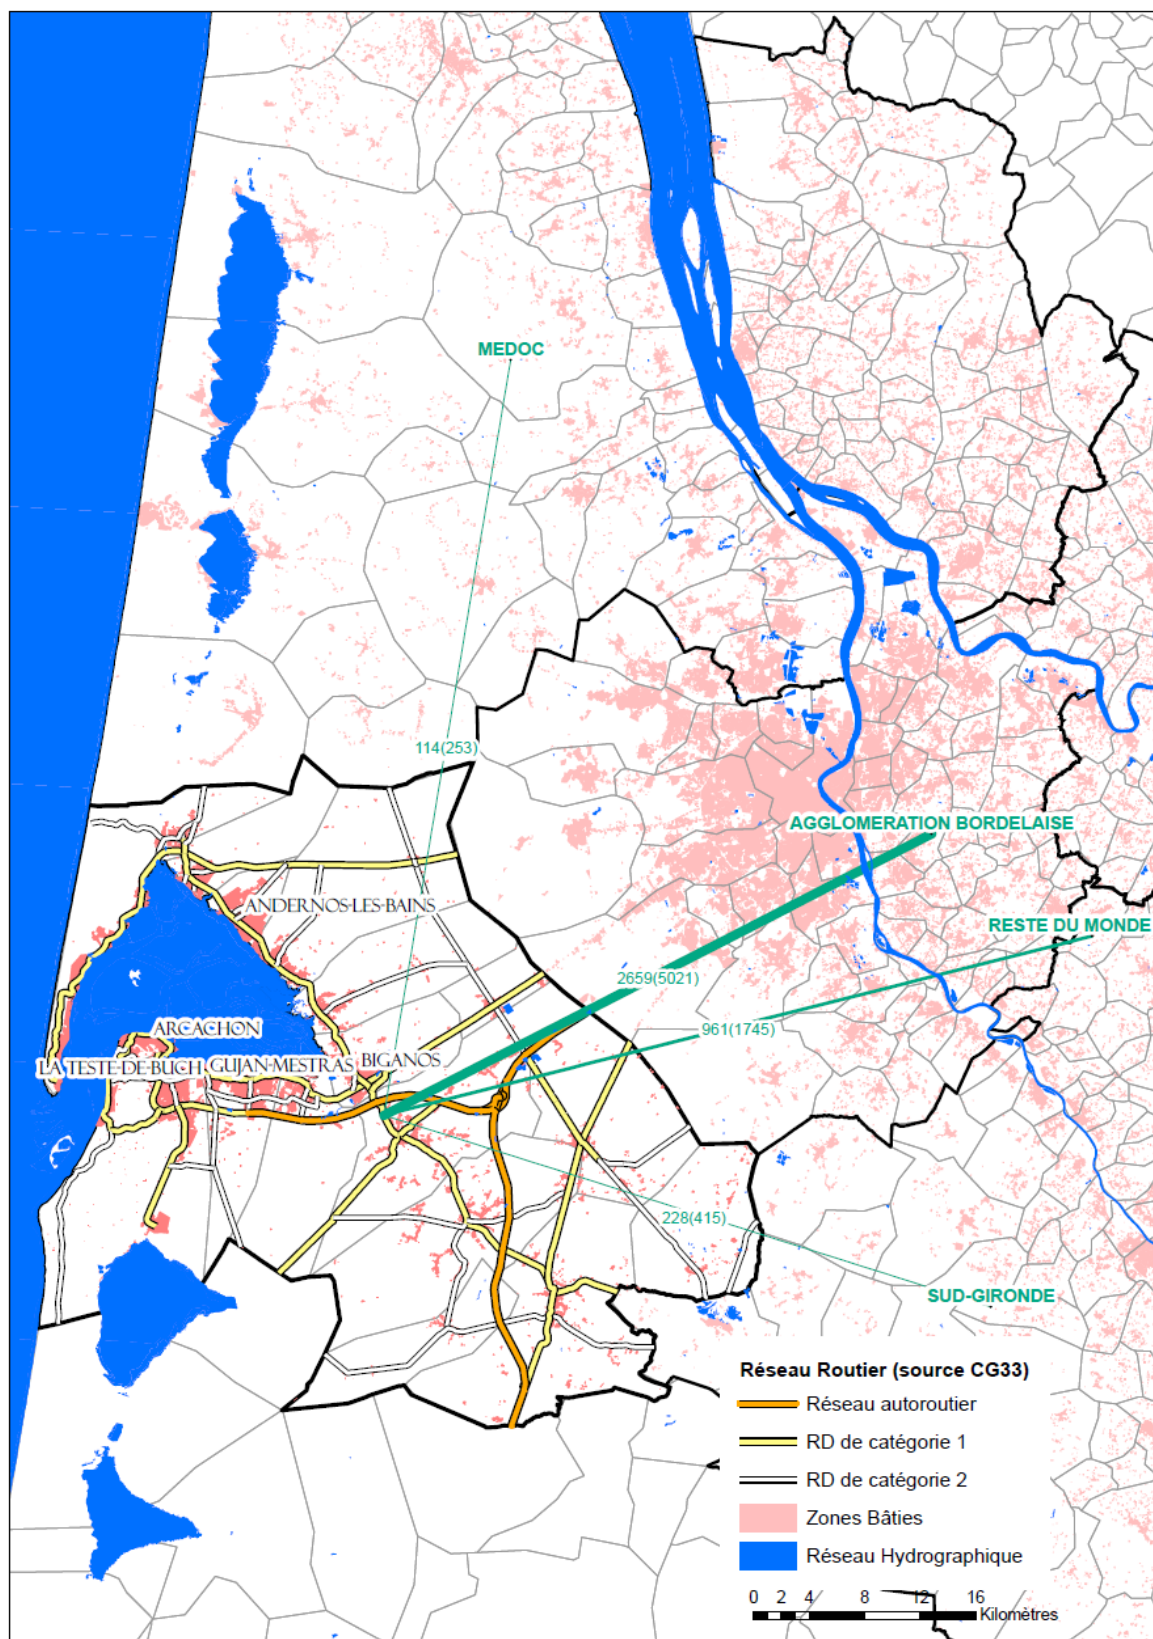 MEDOC
114(253)
AGGLOMERATION BORDELAISE
RESTE DU MONDE
ANDERNOS-LES-BAINS
2659(5021)
961(1745)
ARCACHON
LA TESTE-DE-BUCH
GUJAN-MESTRAS
BIGANOS
228(415)
SUD-GIRONDE
Réseau Routier (source CG33)
Réseau autoroutier
RD de catégorie 1
RD de catégorie 2
Zones Bâties
Réseau Hydrographique
0 2 4 8 12 16
Kilomètres